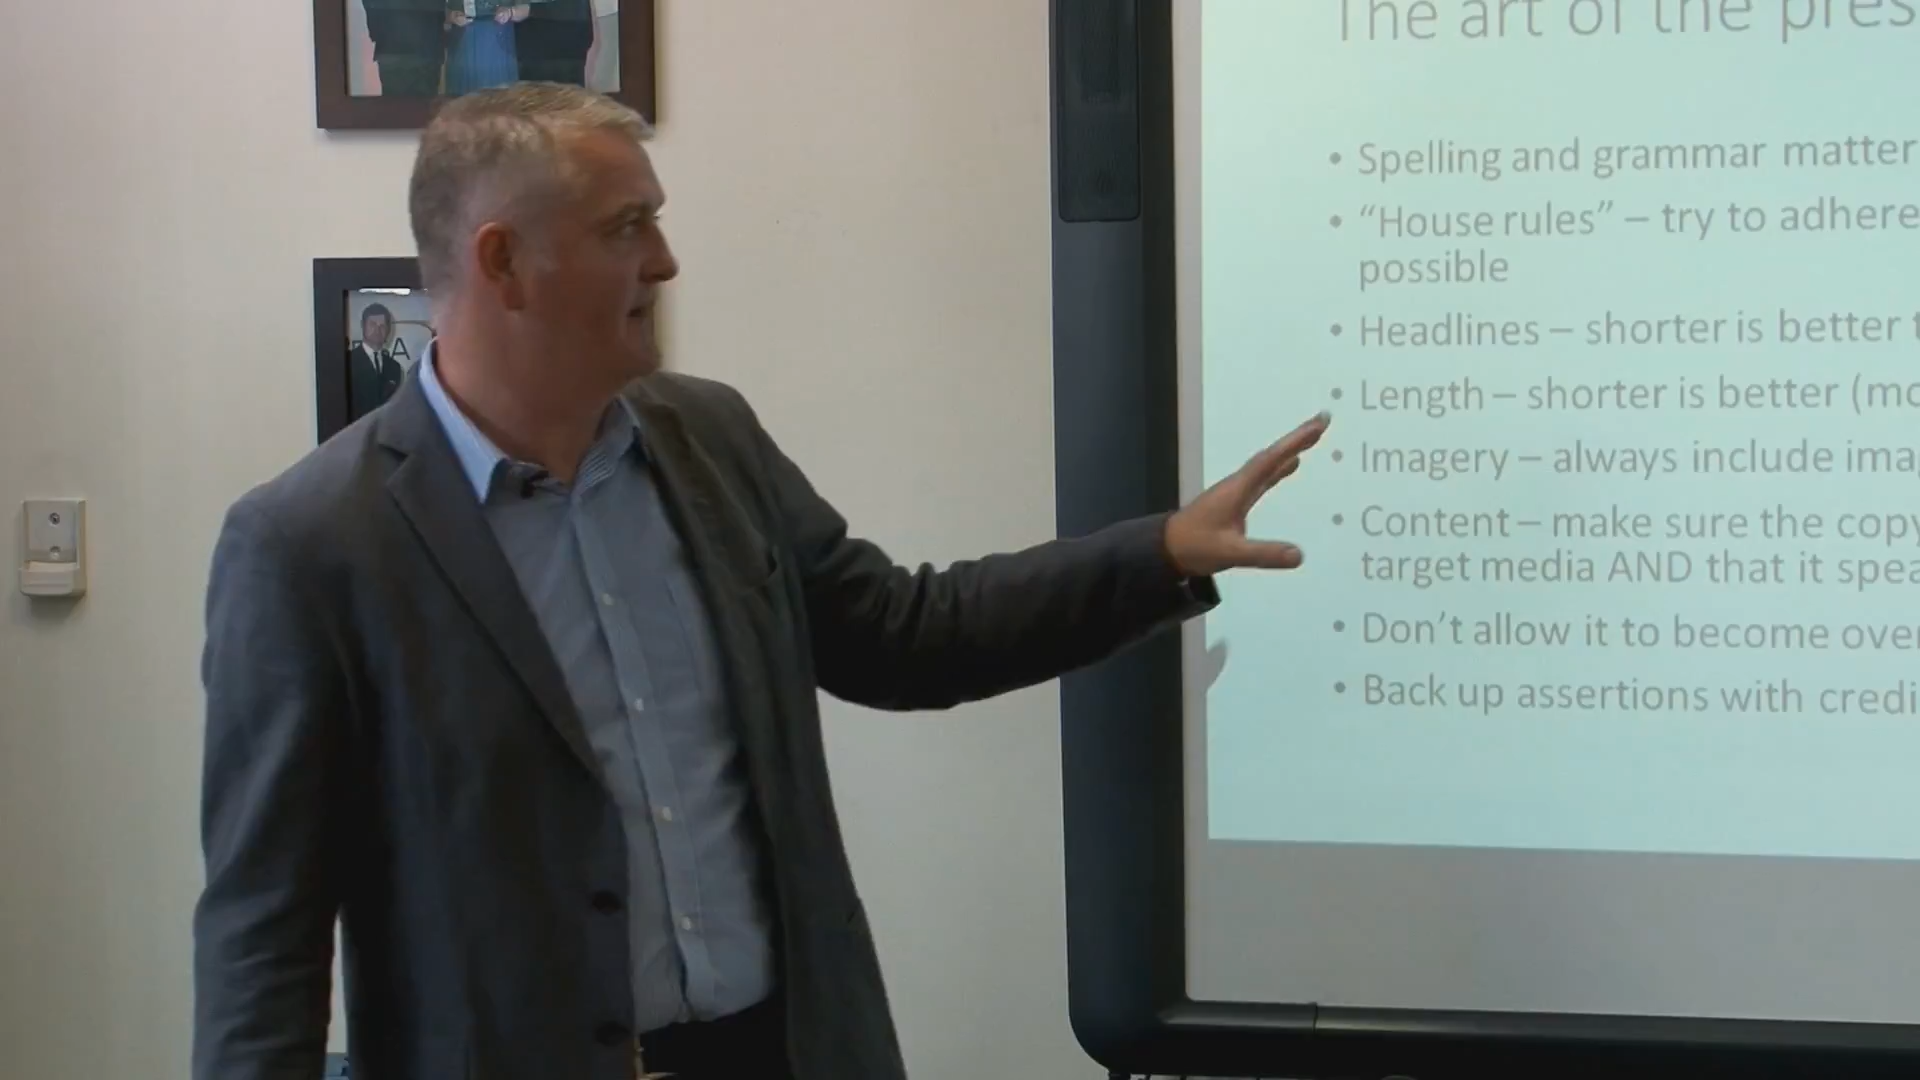 The art of the pres
• Spelling and grammar matter
• “House rules” – try to adhere
possible
• Headlines – shorter is better t
• Length – shorter is better (mo
• Imagery – always include ima
• Content – make sure the copy
target media AND that it spea
• Don’t allow it to become over
• Back up assertions with credi